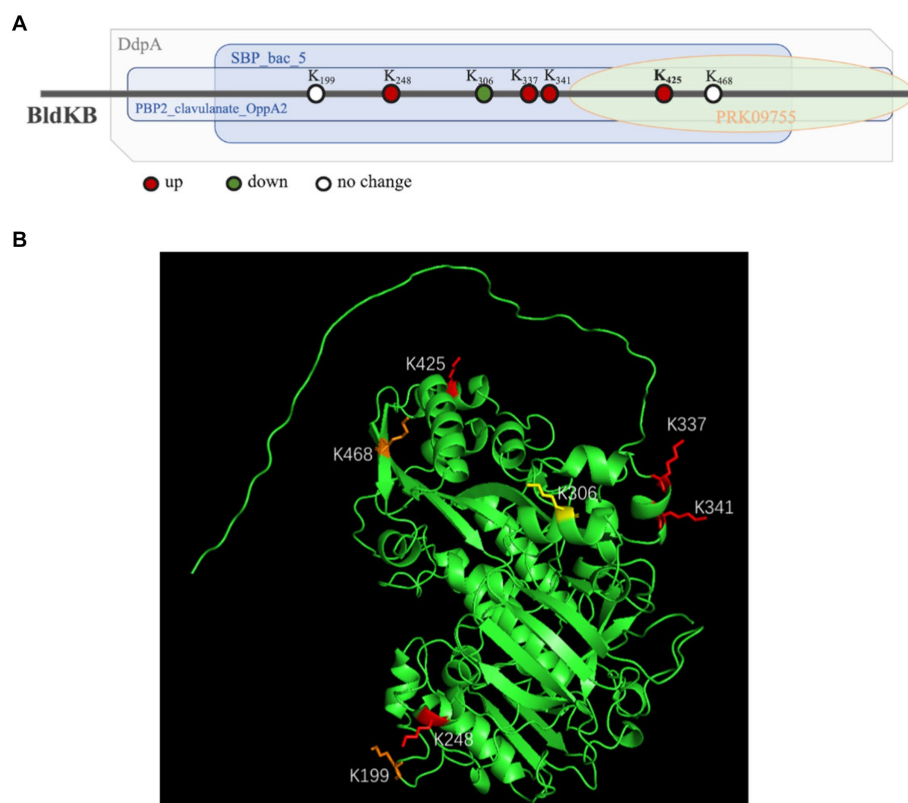 A
DdpA
SBP_bac_5
K199 K248 K306 K337 K341 K425 K468
BldKB
PBP2_clavulanate_OppA2
PRK09755
up down no change
B
K425
K337
K468
K306
K341
K248
K199